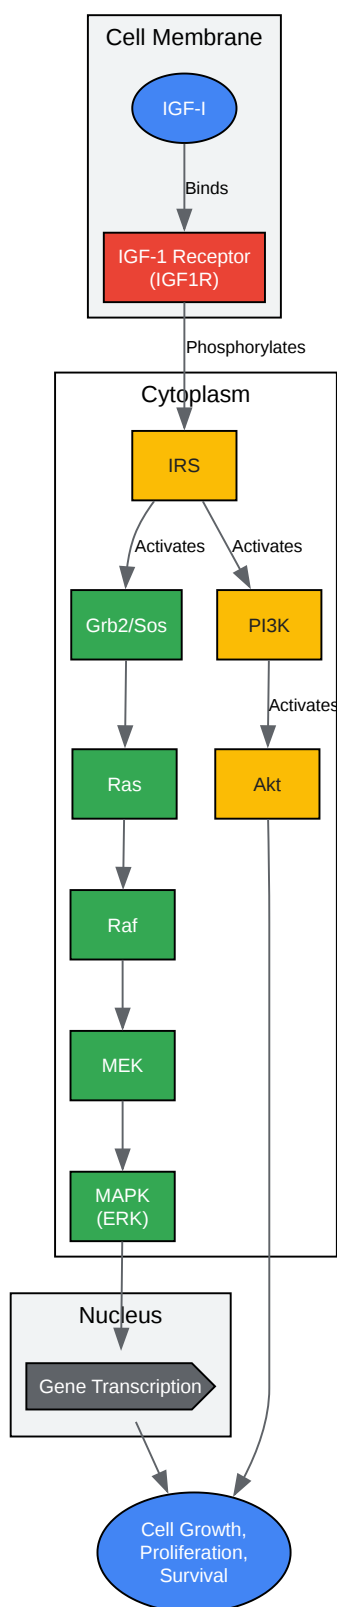 Cell Membrane
IGF-I
Binds
IGF-1 Receptor
(IGF1R)
Phosphorylates
Cytoplasm
IRS
Activates
Activates
Grb2/Sos
PI3K
Activates
Ras
Akt
Raf
MEK
MAPK
(ERK)
Nucleus
Gene Transcription
Cell Growth,
Proliferation,
Survival